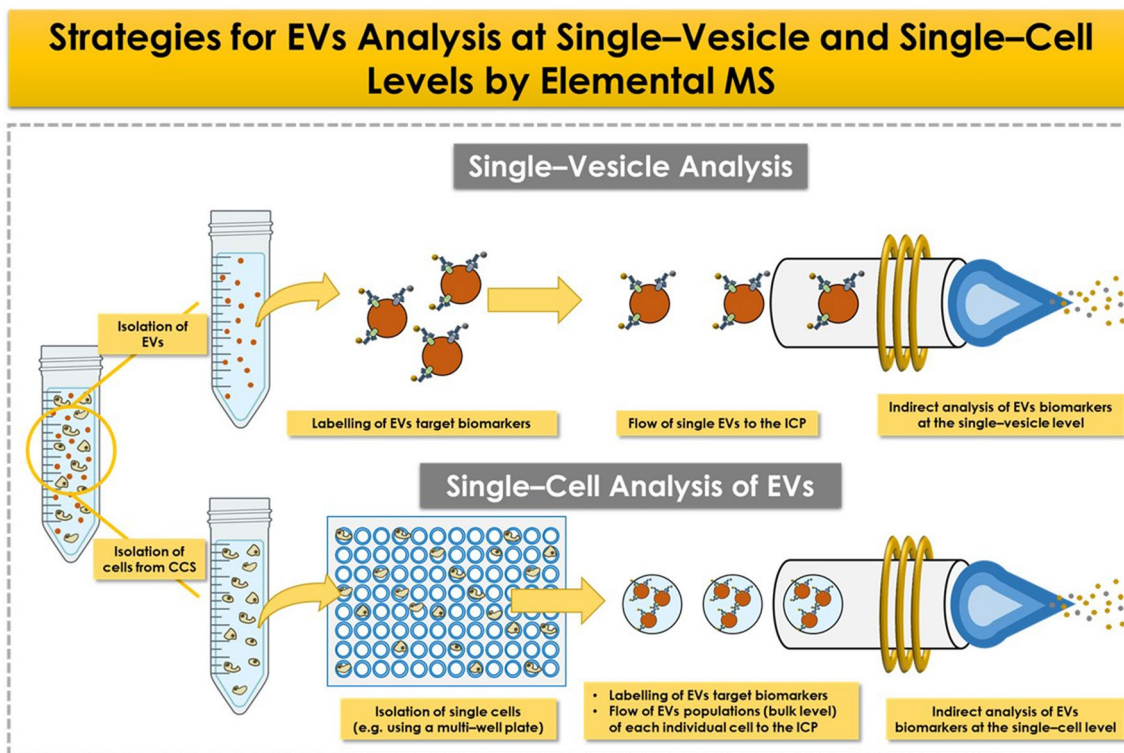 Strategies for EVs Analysis at Single–Vesicle and Single–Cell
Levels by Elemental MS
Single–Vesicle Analysis
Isolation of
EVs
Labelling of EVs target biomarkers
Flow of single EVs to the ICP
Indirect analysis of EVs biomarkers
at the single–vesicle level
Single–Cell Analysis of EVs
Isolation of
cells from CCS
Isolation of single cells
(e.g. using a multi–well plate)
• Labelling of EVs target biomarkers
• Flow of EVs populations (bulk level)
of each individual cell to the ICP
Indirect analysis of EVs
biomarkers at the single–cell level